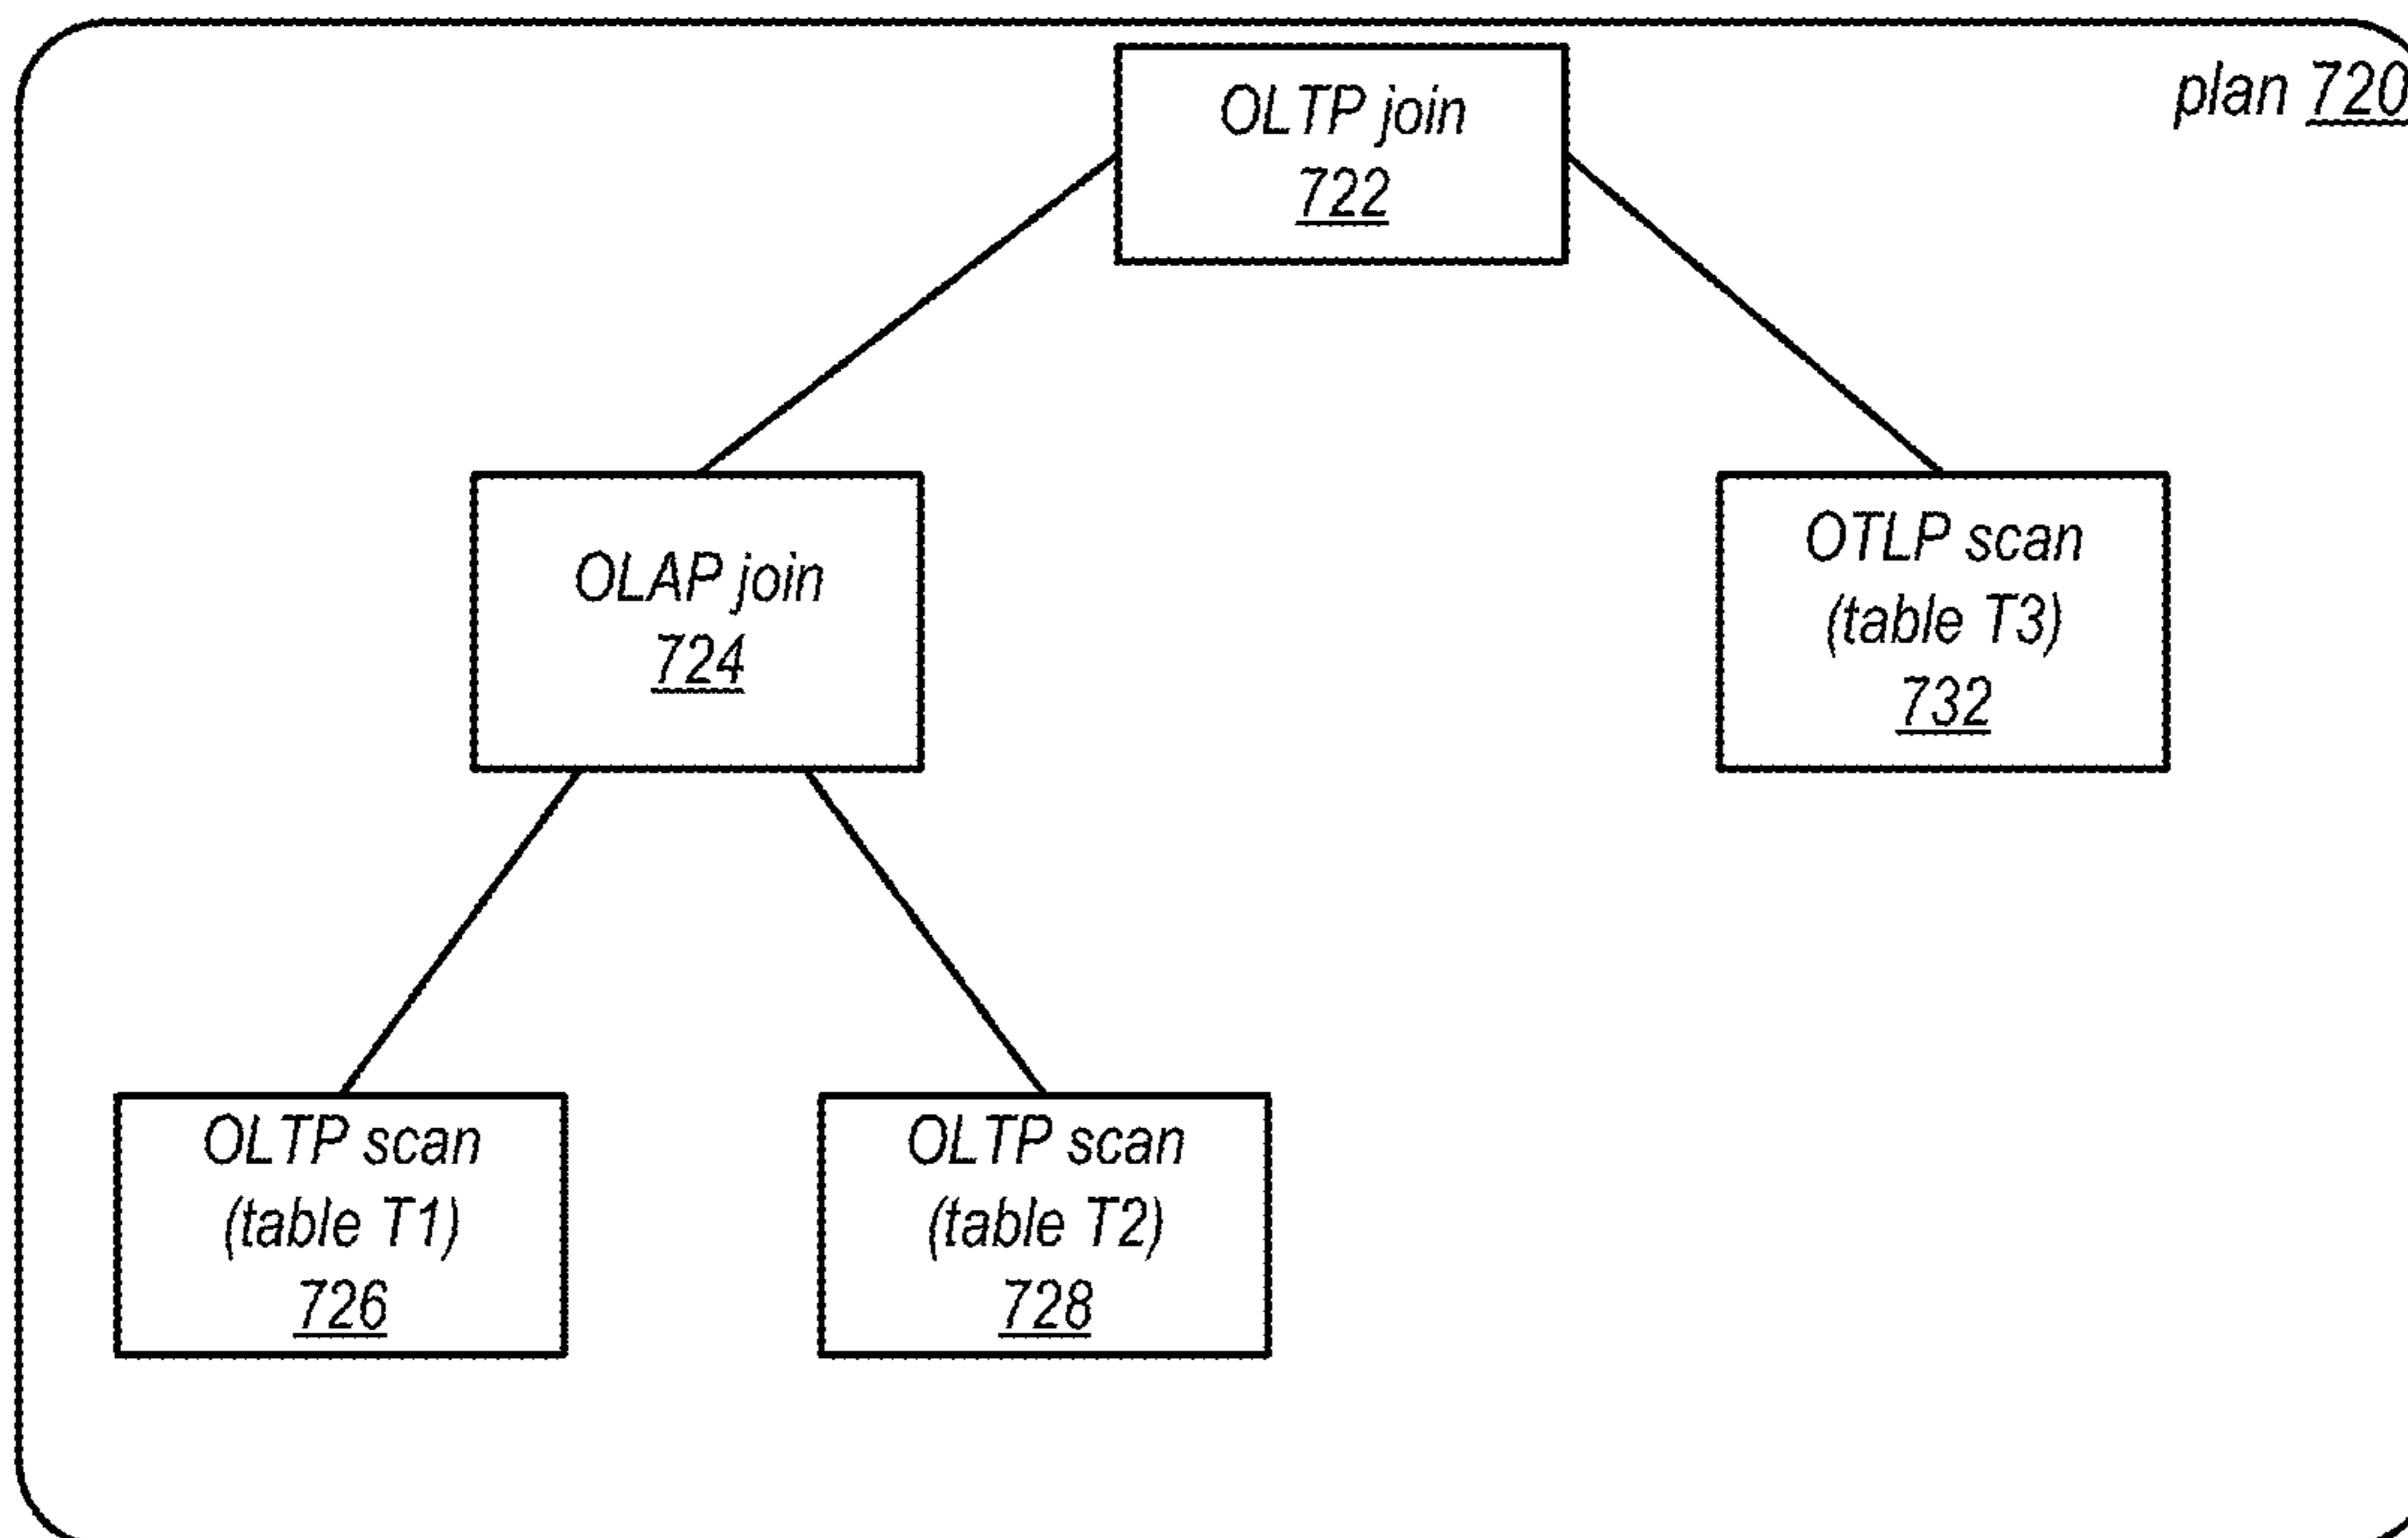 plan 720
OLTP join
722
OLAP join
724
OTLP scan
(table T3)
732
OLTP scan
(table T1)
726
OLTP scan
(table T2)
728